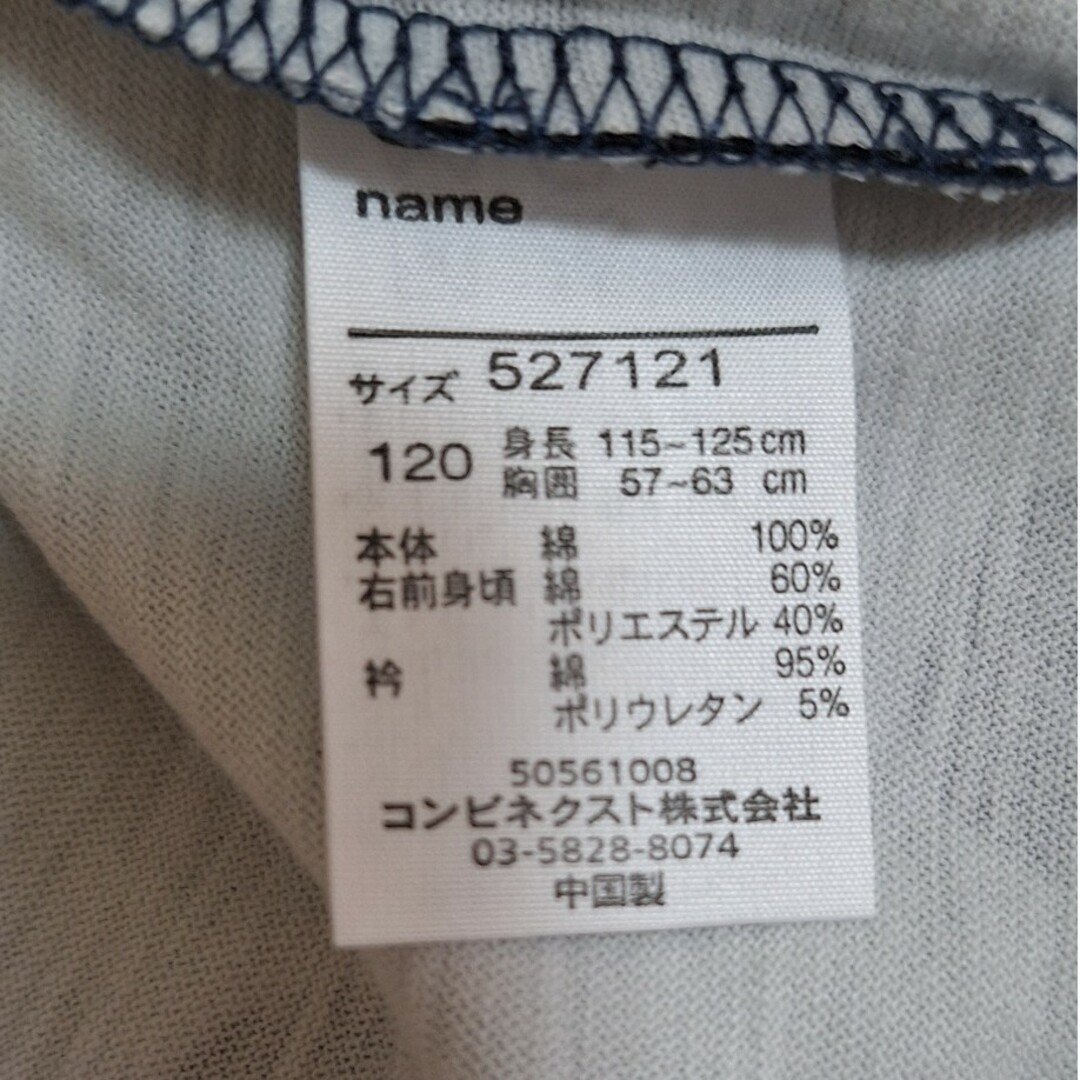 name
サイズ 527121
120 身長 115~125cm
胸囲 57~63 cm
本体 綿 100%
右前身頃 綿 60%
ポリエステル 40%
衿 綿 95%
ポリウレタン 5%
50561008
コンビネクスト株式会社
03-5828-8074
中国製